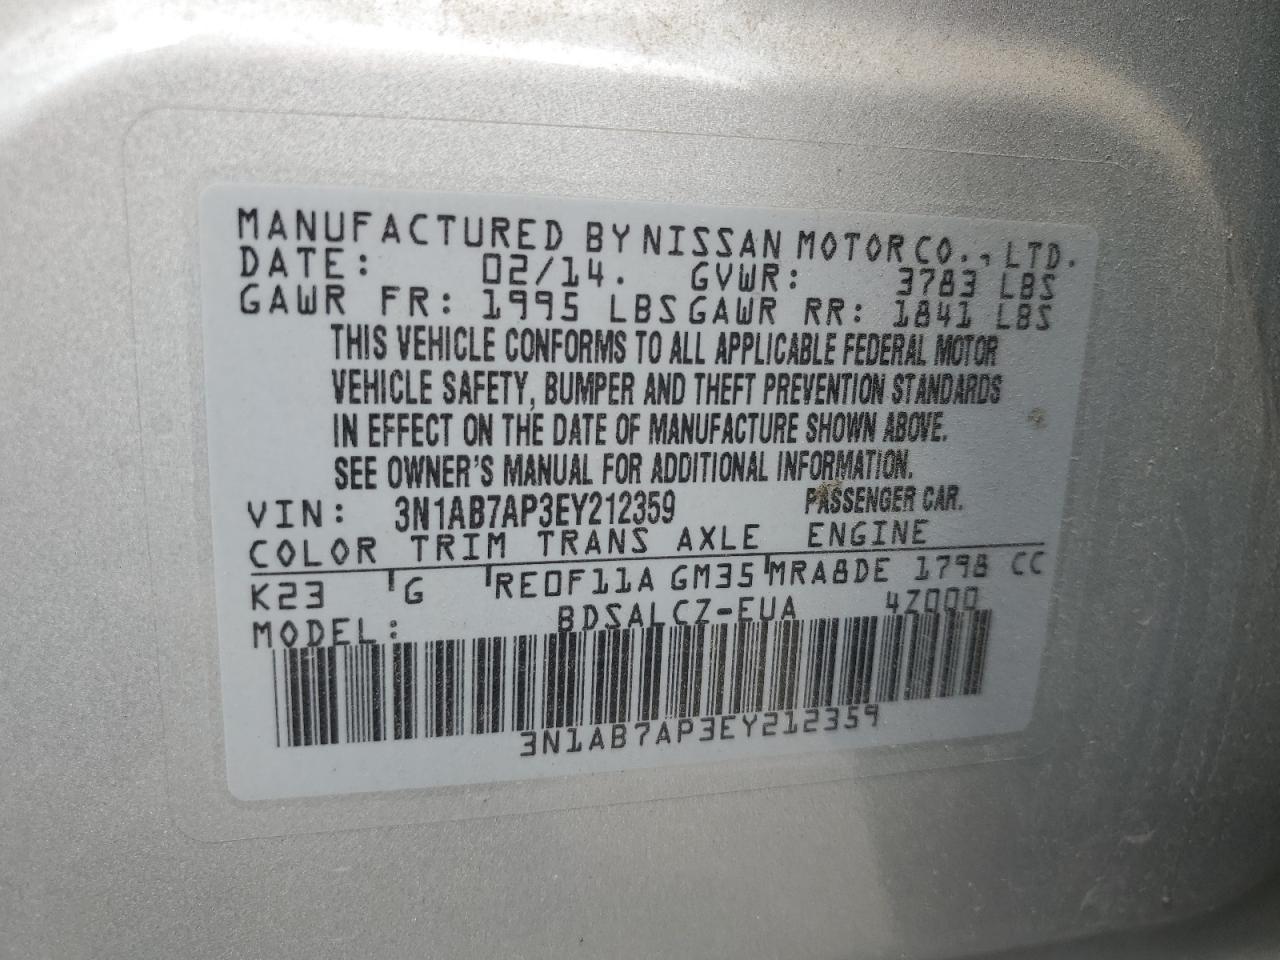 MANUFACTURED BY NISSAN MOTOR CO., LTD.
DATE: 02/14. GVWR: 3783 LBS
GAWR FR: 1995 LBS GAWR RR: 1841 LBS
THIS VEHICLE CONFORMS TO ALL APPLICABLE FEDERAL MOTOR
VEHICLE SAFETY, BUMPER AND THEFT PREVENTION STANDARDS
IN EFFECT ON THE DATE OF MANUFACTURE SHOWN ABOVE.
SEE OWNER'S MANUAL FOR ADDITIONAL INFORMATION.
VIN: 3N1AB7AP3EY212359 PASSENGER CAR.
COLOR TRIM TRANS AXLE ENGINE
K23 G RE0F11A GM35 MRA8DE 1798 CC
MODEL: BDSALCZ-EUA 4Z000
3N1AB7AP3EY212359